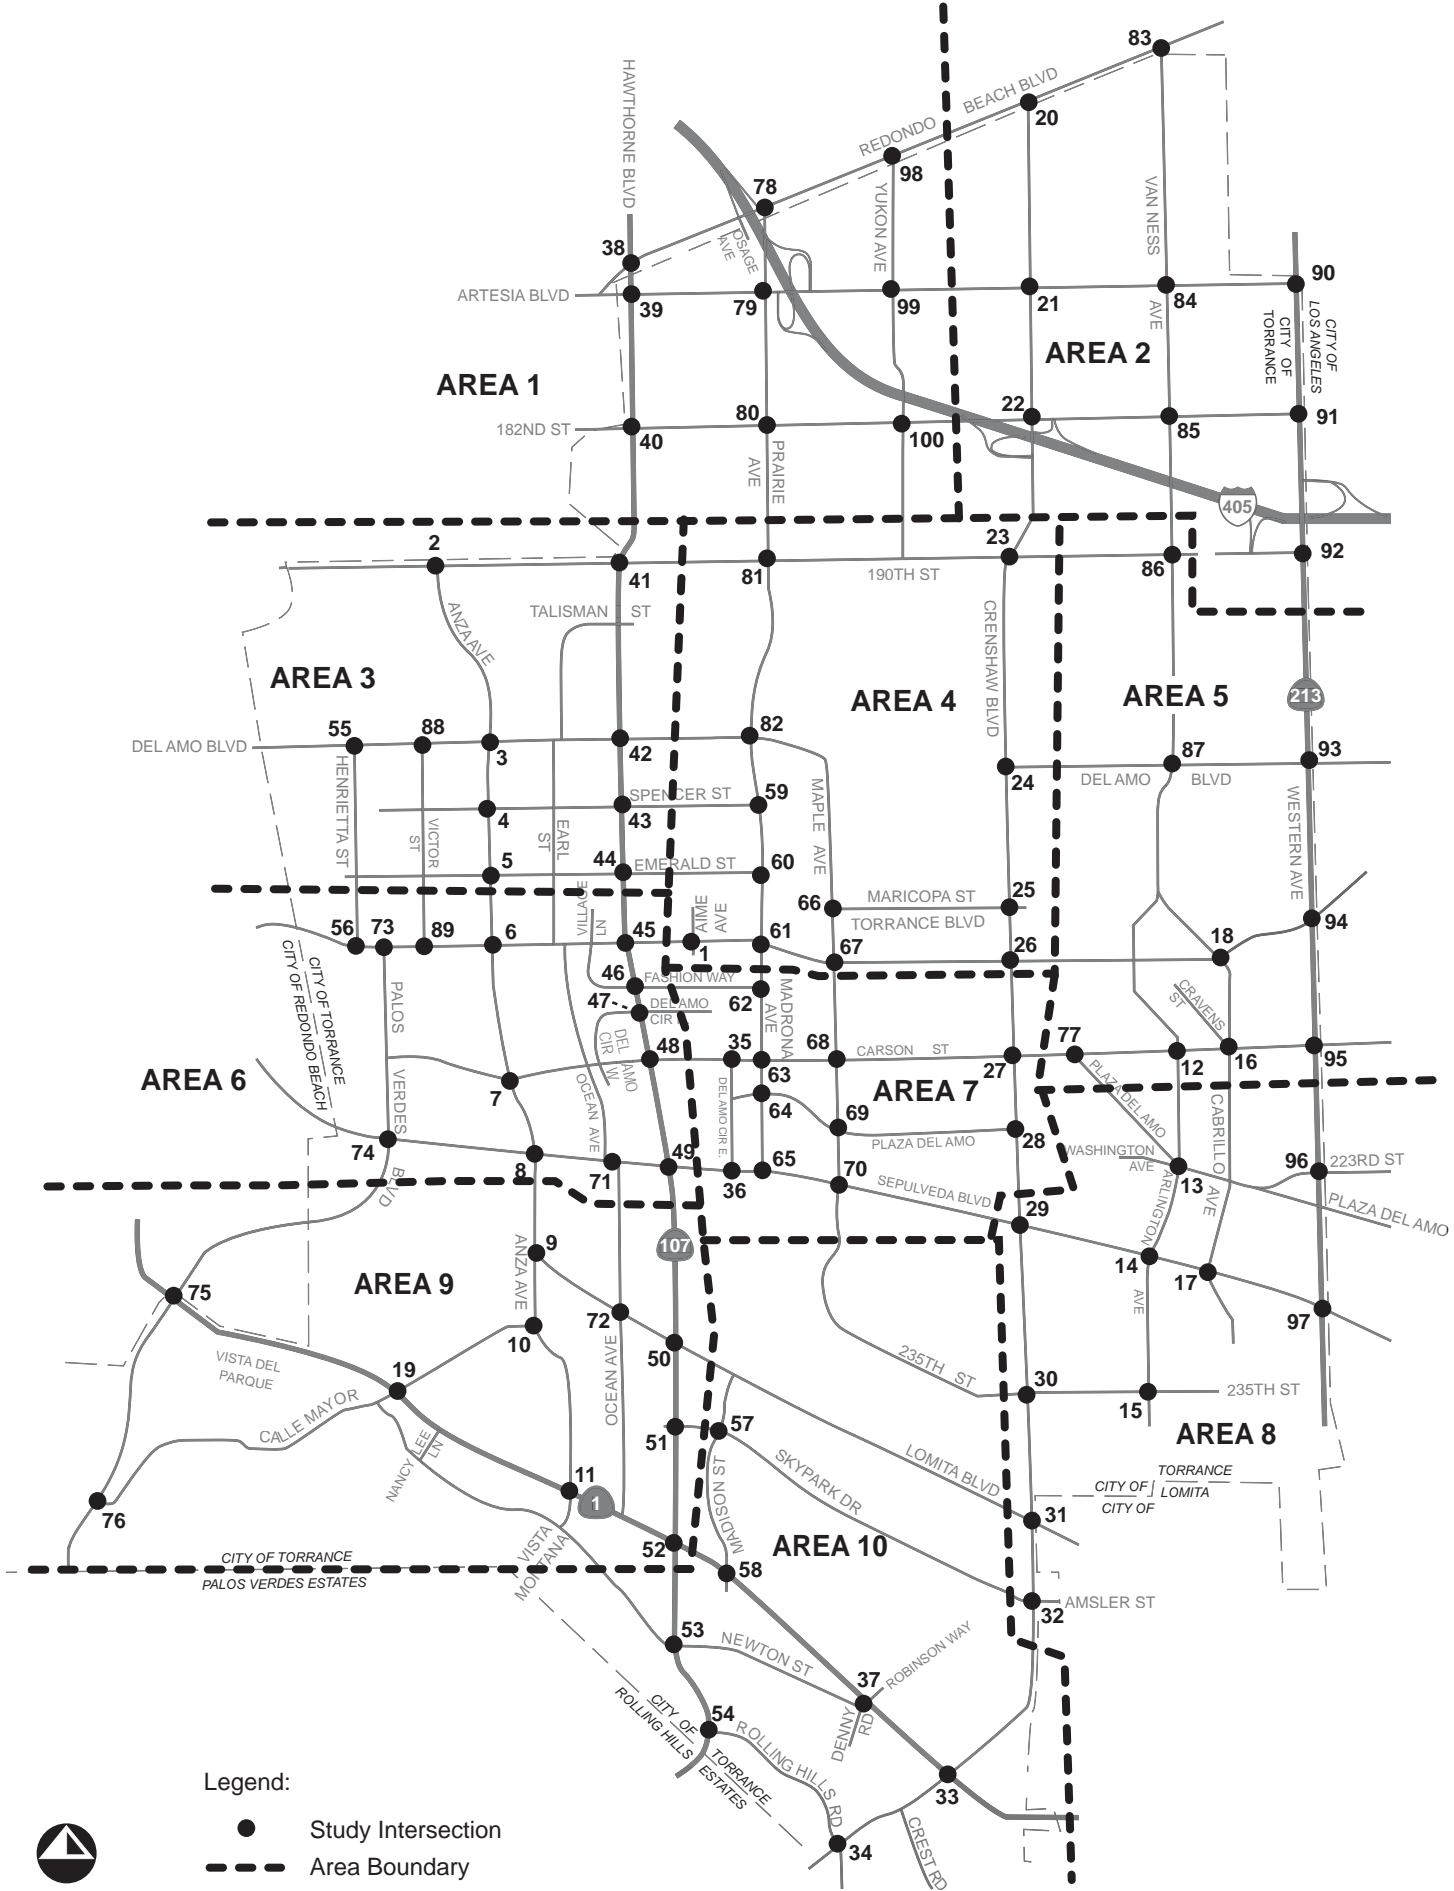 83
HAWTHORNE BLVD
BEACH BLVD
20
REDONDO
98
78
YUKON AVE
VAN NESS
OSAGE
AVE
38
90
ARTESIA BLVD
39
79
99
21
84
AVE
CITY OF
LOS ANGELES
CITY OF
TORRANCE
AREA 2
AREA 1
80
22
182ND ST
40
100
85
91
PRAIRIE
AVE
405
2
23
41
81
190TH ST
86
92
ANZA AVE
TALISMAN ST
CRENSHAW BLVD
AREA 3
AREA 4
AREA 5
213
55
88
82
DEL AMO BLVD
3
42
87
93
HENRIETTA ST
24
DEL AMO BLVD
MAPLE AVE
SPENCER ST
59
4
43
WESTERN AVE
VICTOR
ST
EARL
ST
5
44
EMERALD ST
60
25
VILLAGE
LN
AIME
AVE
66
MARICOPA ST
TORRANCE BLVD
94
56
73
89
6
45
1
61
67
26
18
CITY OF TORRANCE
CITY OF REDONDO BEACH
46
FASHION WAY
62
MADRONA
AVE
CRAVENS
ST
PALOS
VERDES
BLVD
47
DEL AMO
CIR
DEL AMO
CIR W
48
35
68
CARSON ST
27
77
12
16
95
AREA 6
63
AREA 7
7
OCEAN AVE
DEL AMO CIR E.
64
69
PLAZA DEL AMO
CABRILLO
AVE
PLAZA DEL AMO
28
WASHINGTON
AVE
74
8
71
49
36
65
70
SEPULVEDA BLVD
13
96
223RD ST
ARLINGTON
AVE
PLAZA DEL AMO
29
9
ANZA AVE
107
14
17
AREA 9
75
72
97
10
50
VISTA DEL
PARQUE
19
OCEAN AVE
235TH ST
30
15
235TH ST
CALLE MAYOR
57
51
AREA 8
NANCY LEE
LN
SKYPARK DR
LOMITA BLVD
MADISON ST
11
1
CITY OF TORRANCE
CITY OF LOMITA
76
31
VISTA
MONTANA
52
AREA 10
CITY OF TORRANCE
PALOS VERDES ESTATES
58
32
AMSLER ST
53
NEWTON ST
ROBINSON WAY
37
CITY OF
ROLLING HILLS
54
DENNY
RD
ROLLING HILLS RD
TORRANCE
ESTATES
33
Legend:
CREST RD
34
Study Intersection
Area Boundary